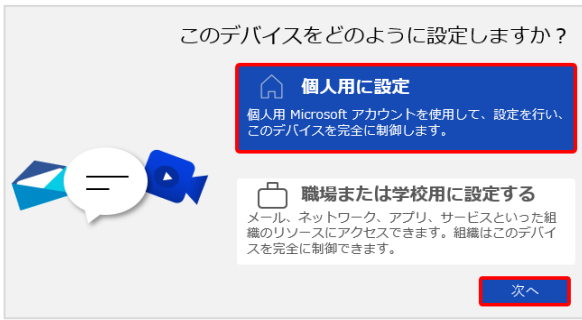 このデバイスをどのように設定しますか？
個人用に設定
個人用 Microsoft アカウントを使用して、設定を行い、
このデバイスを完全に制御します。
職場または学校用に設定する
メール、ネットワーク、アプリ、サービスといった組
織のリソースにアクセスできます。組織はこのデバイ
スを完全に制御できます。
次へ